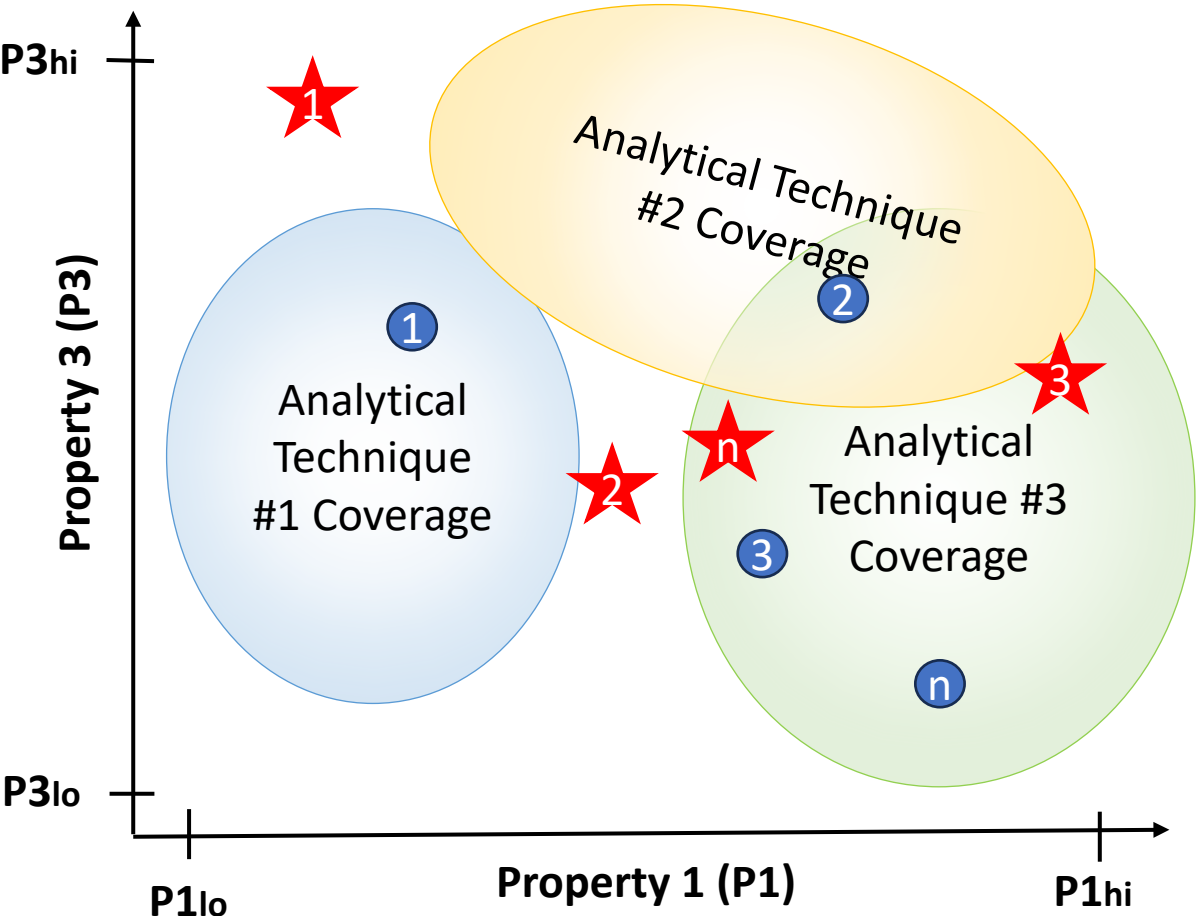 P3hi
1
Analytical Technique
#2 Coverage
Property 3 (P3)
1
2
Analytical
Technique
#1 Coverage
3
n
2
Analytical
Technique #3
Coverage
3
n
P3lo
P1lo
Property 1 (P1)
P1hi